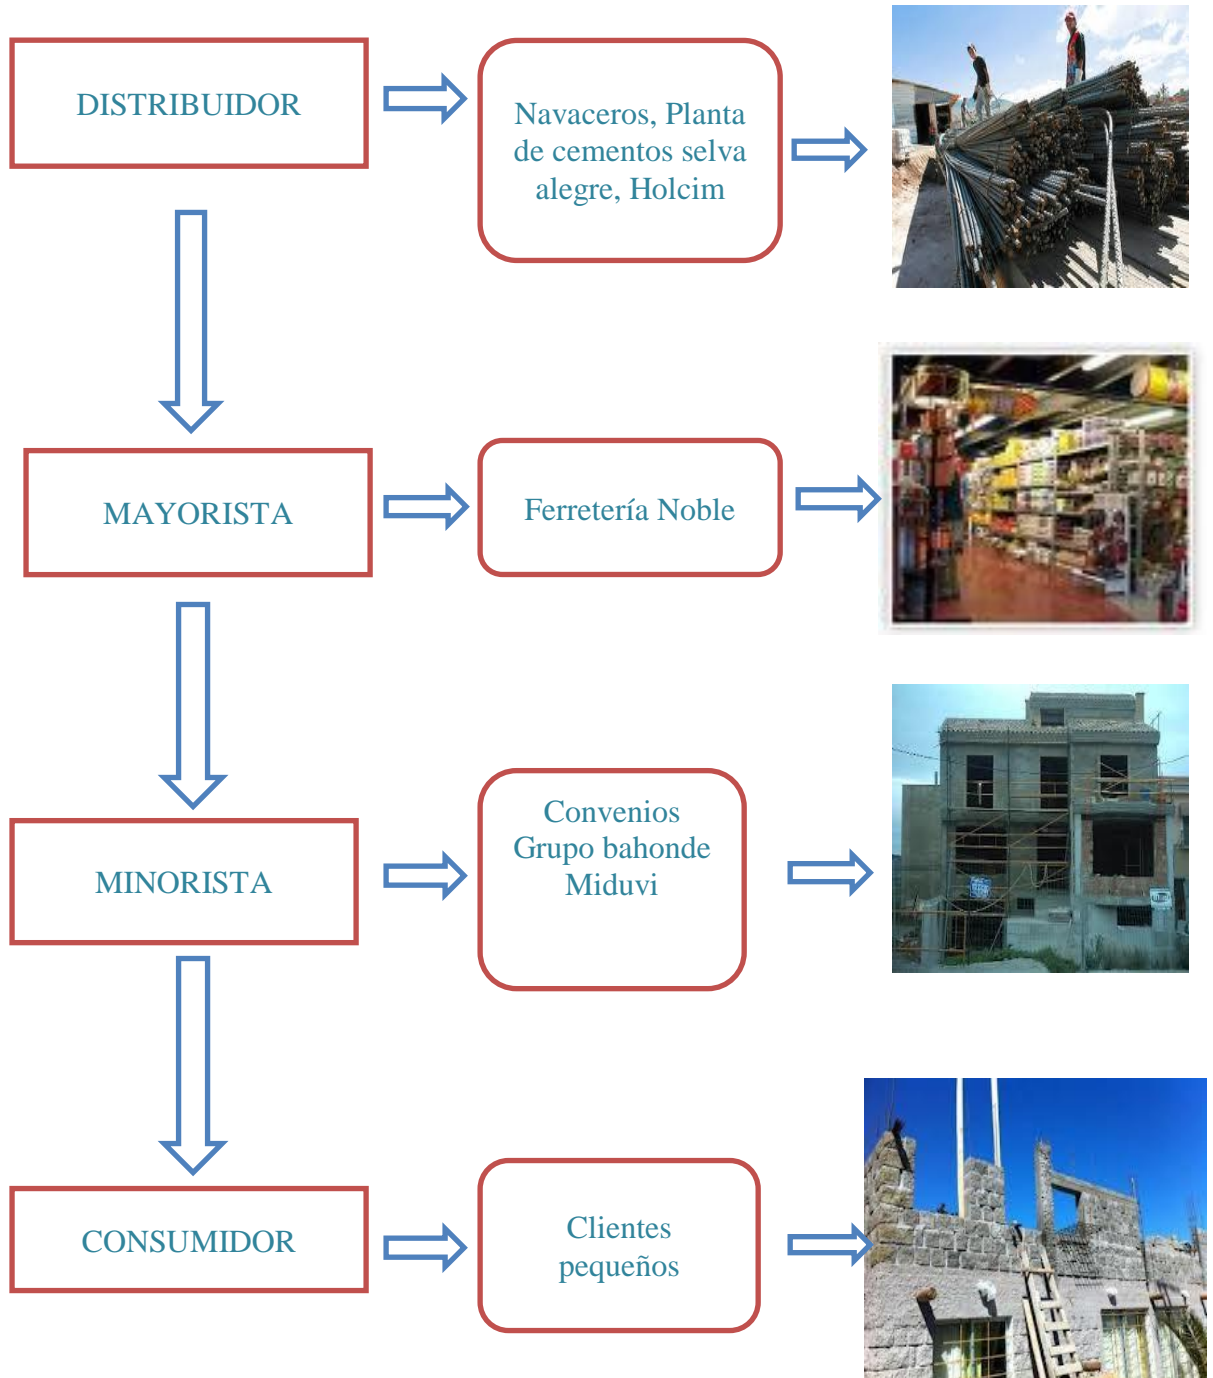 DISTRIBUIDOR
Navaceros, Planta
de cementos selva
alegre, Holcim
MAYORISTA
Ferretería Noble
MINORISTA
Convenios
Grupo bahonde
Miduvi
CONSUMIDOR
Clientes
pequeños